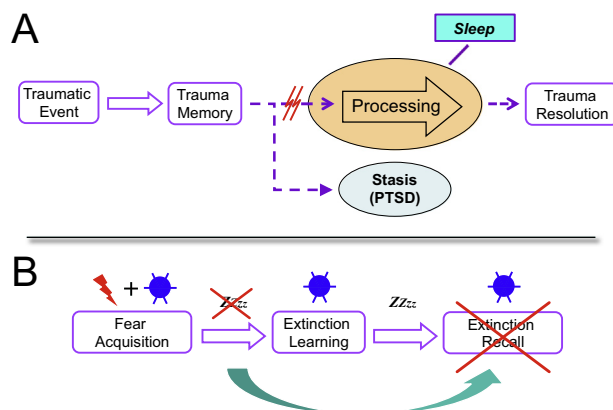 A
Sleep
Traumatic
Event
Trauma
Memory
Processing
Trauma
Resolution
Stasis
(PTSD)
B
+
ZZzz
ZZzz
Fear
Acquisition
Extinction
Learning
Extinction
Recall